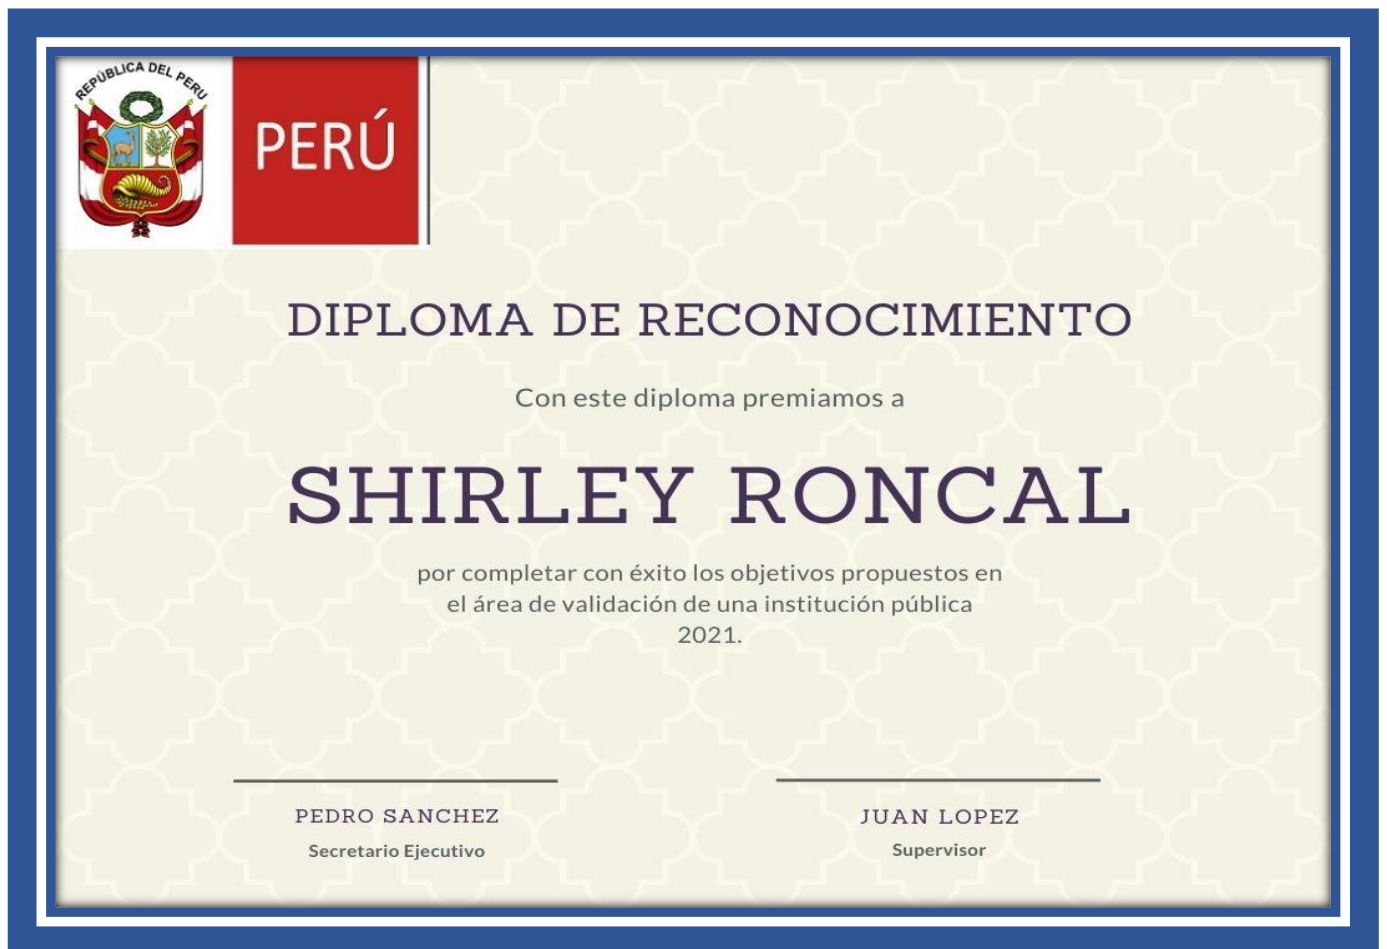 REPÚBLICA DEL PERU
PERÚ
DIPLOMA DE RECONOCIMIENTO
Con este diploma premiamos a
SHIRLEY RONCAL
por completar con éxito los objetivos propuestos en
el área de validación de una institución pública
2021.
PEDRO SANCHEZ
Secretario Ejecutivo
JUAN LOPEZ
Supervisor